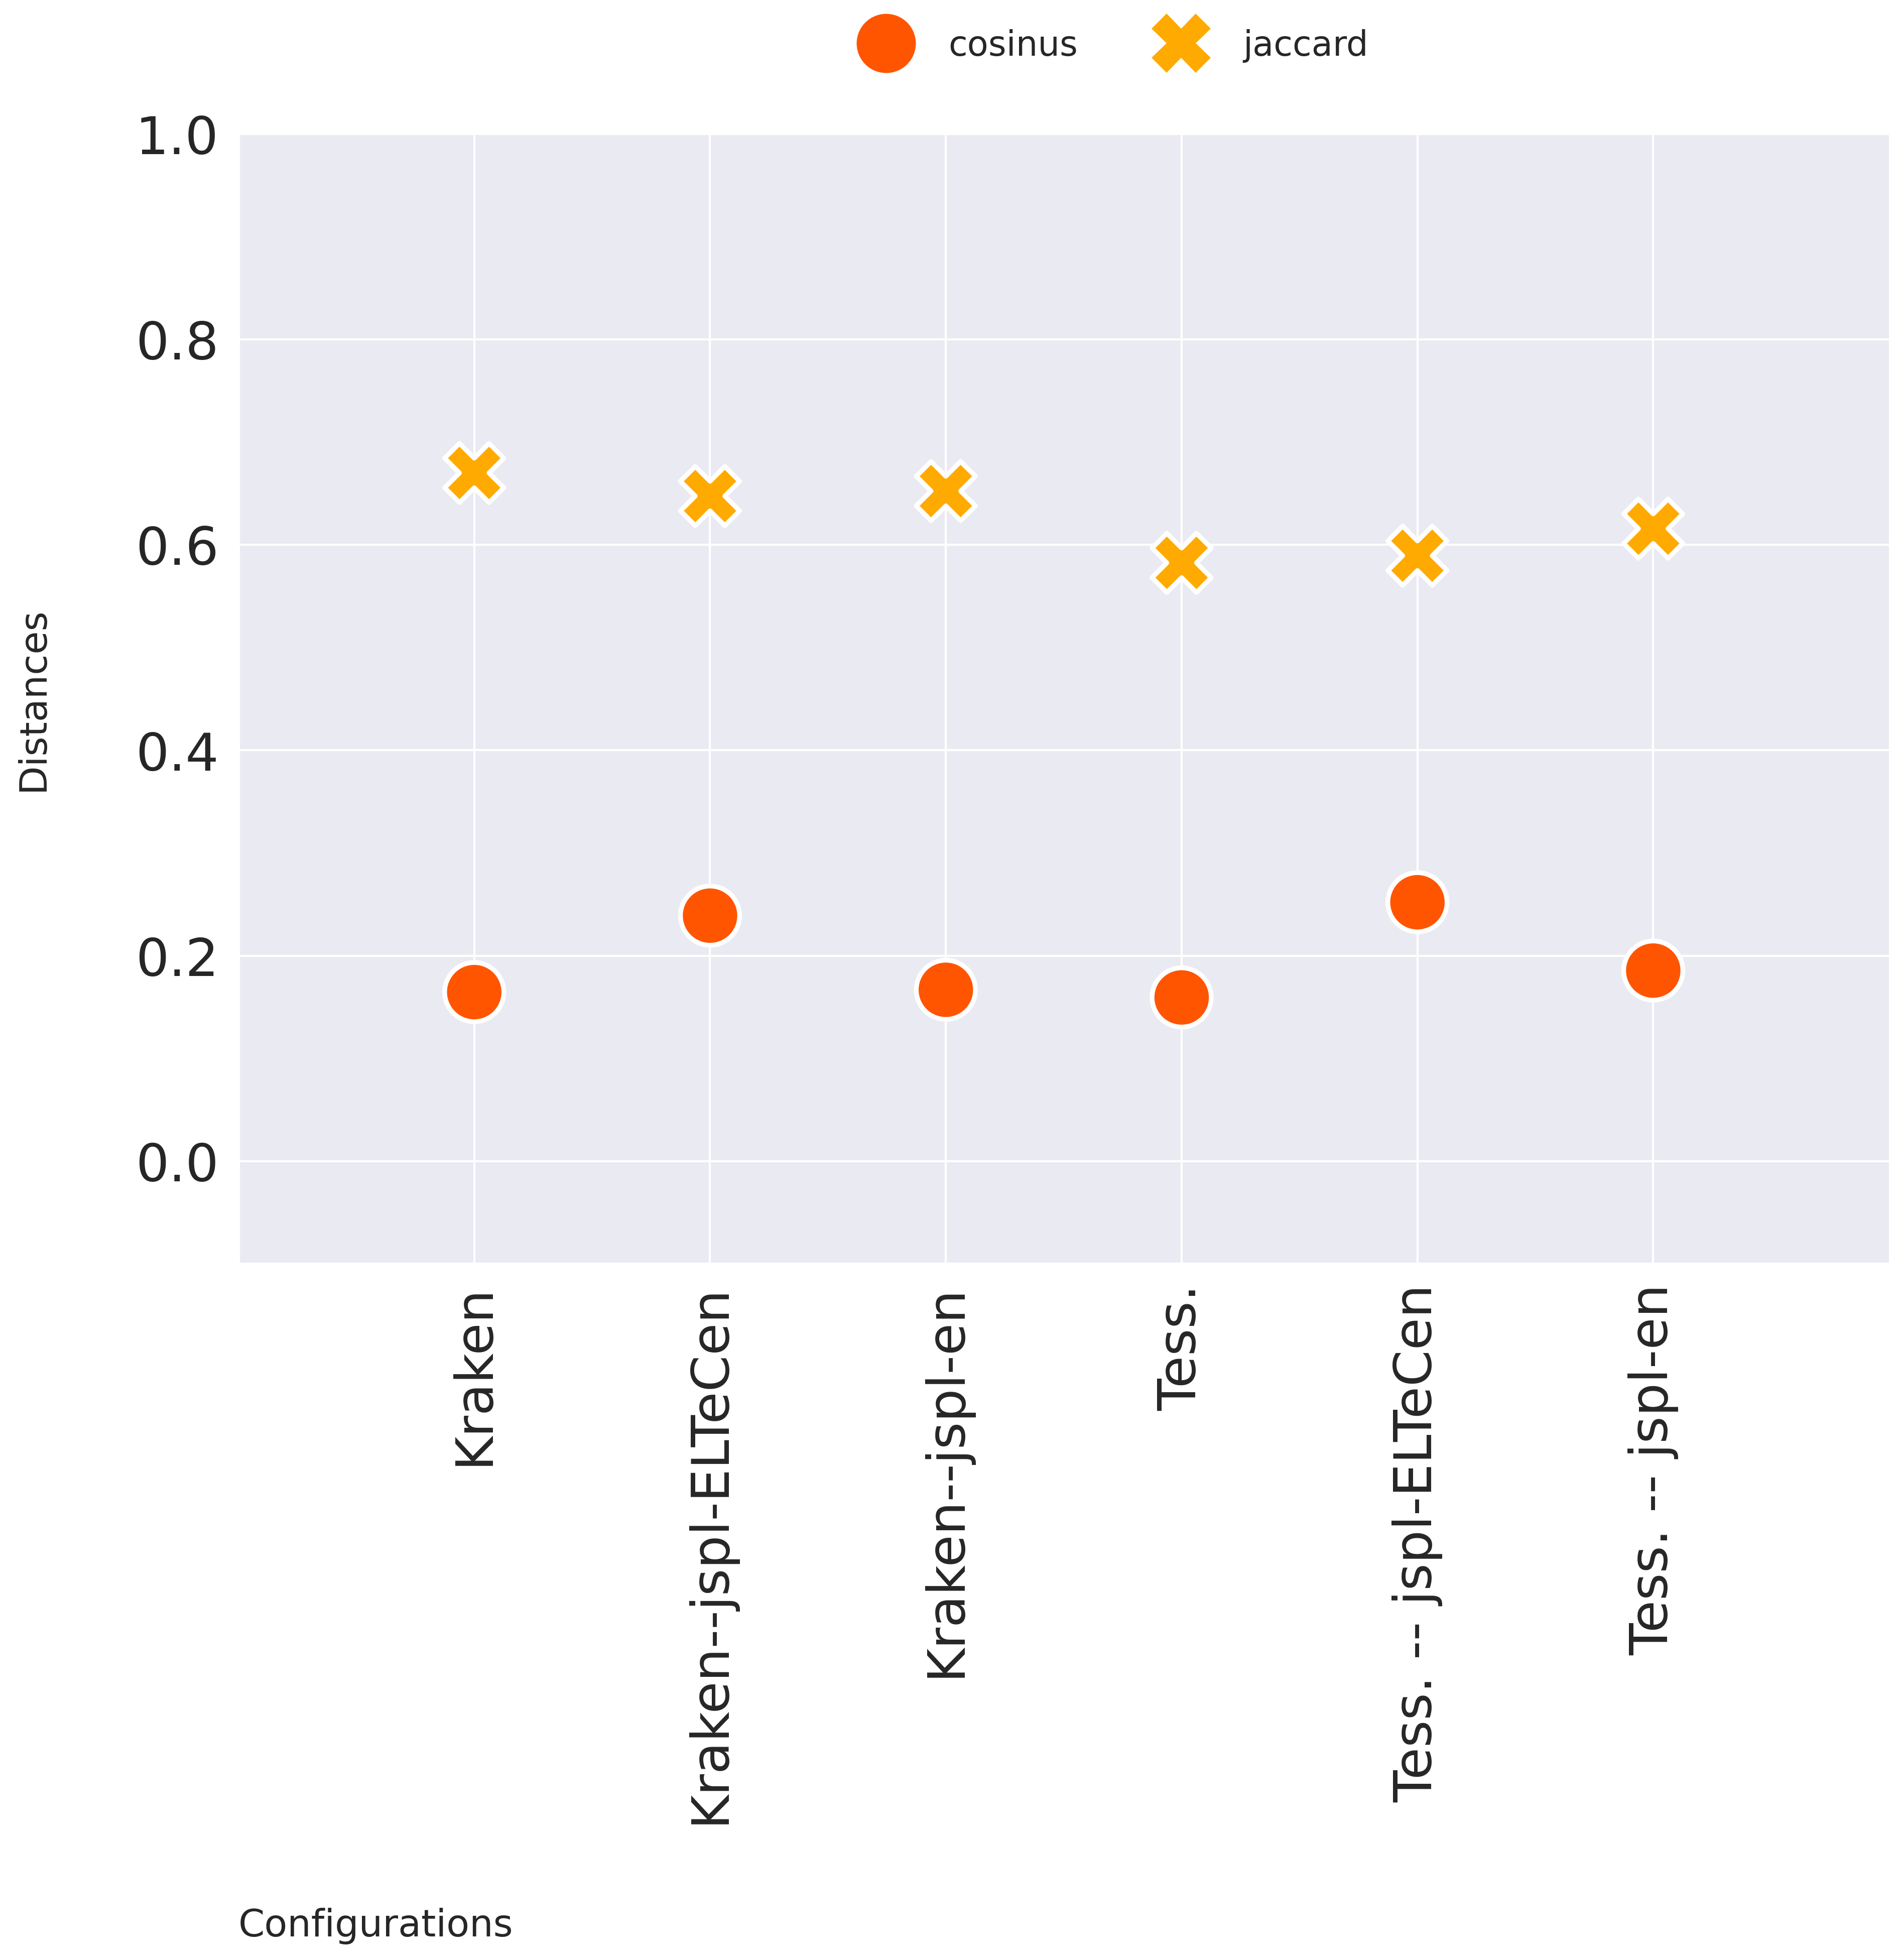 cosinus jaccard
1.0
0.8
0.6
0.4
0.2
0.0
Distances
Kraken
Kraken--jspl-ELTeCen
Kraken--jspl-en
Tess.
Tess. -- jspl-ELTeCen
Tess. -- jspl-en
Configurations